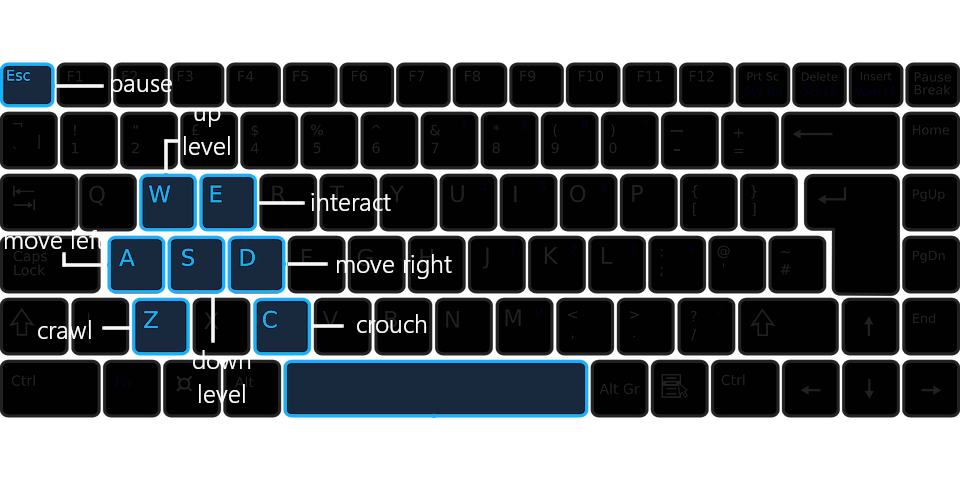 Esc F1 F2 F3 F4 F5 F6 F7 F8 F9 F10 F11 F12 Prt Sc Delete Insert Pause Break
pause
! 1 " 2 £ $ 4 % 5 ^ 6 & 7 * 8 ( 9 ) 0 — - + = Home
up
level
Q W E R T Y U I O P { [ } ] PgUp
interact
move left
Caps Lock A S D F G H J K L : ; @ ' ~ # PgDn
move right
Z X C V B N M < , > . ? / End
crawl
crouch
down
level
Ctrl Alt Alt Gr Ctrl